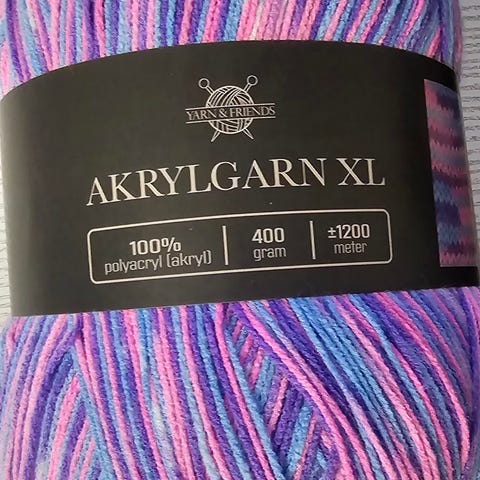 YARN & FRIENDS
AKRYLGARN XL
100%
polyacryl (akryl)
400
gram
±1200
meter